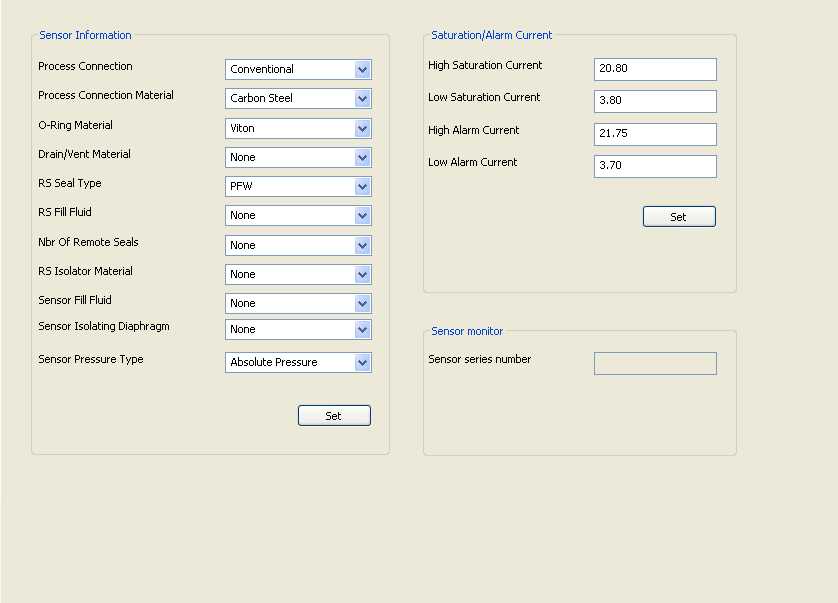 Sensor Information
Process Connection Conventional
Process Connection Material Carbon Steel
O-Ring Material Viton
Drain/Vent Material None
RS Seal Type PFW
RS Fill Fluid None
Nbr Of Remote Seals None
RS Isolator Material None
Sensor Fill Fluid None
Sensor Isolating Diaphragm None
Sensor Pressure Type Absolute Pressure
Set
Saturation/Alarm Current
High Saturation Current 20.80
Low Saturation Current 3.80
High Alarm Current 21.75
Low Alarm Current 3.70
Set
Sensor monitor
Sensor series number